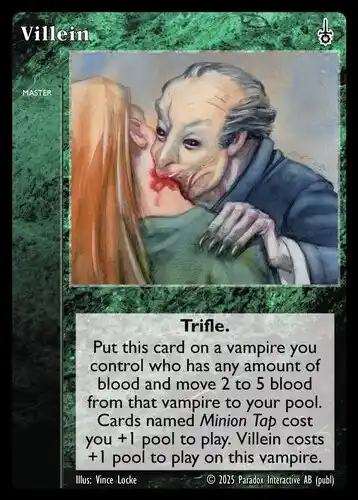 Villein
MASTER
Trifle.
Put this card on a vampire you
control who has any amount of
blood and move 2 to 5 blood
from that vampire to your pool.
Cards named Minion Tap cost
you +1 pool to play. Villein costs
+1 pool to play on this vampire.
Illus: Vince Locke
© 2025 Paradox Interactive AB (publ)